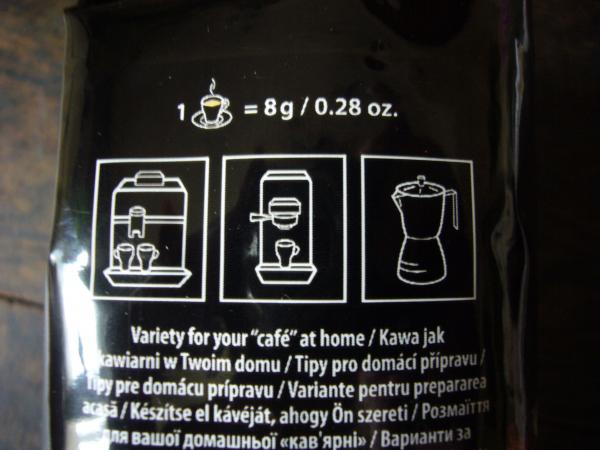 1 = 8 g / 0.28 oz.
Variety for your "café" at home / Kawa jak
kawiarni w Twoim domu / Tipy pro domácí přípravu /
Tipy pre domácu prípravu / Variante pentru prepararea
acasă / Készítse el kávéját, ahogy Ön szereti / Розмаїття
для вашої домашньої «кав'ярні» / Варианти за